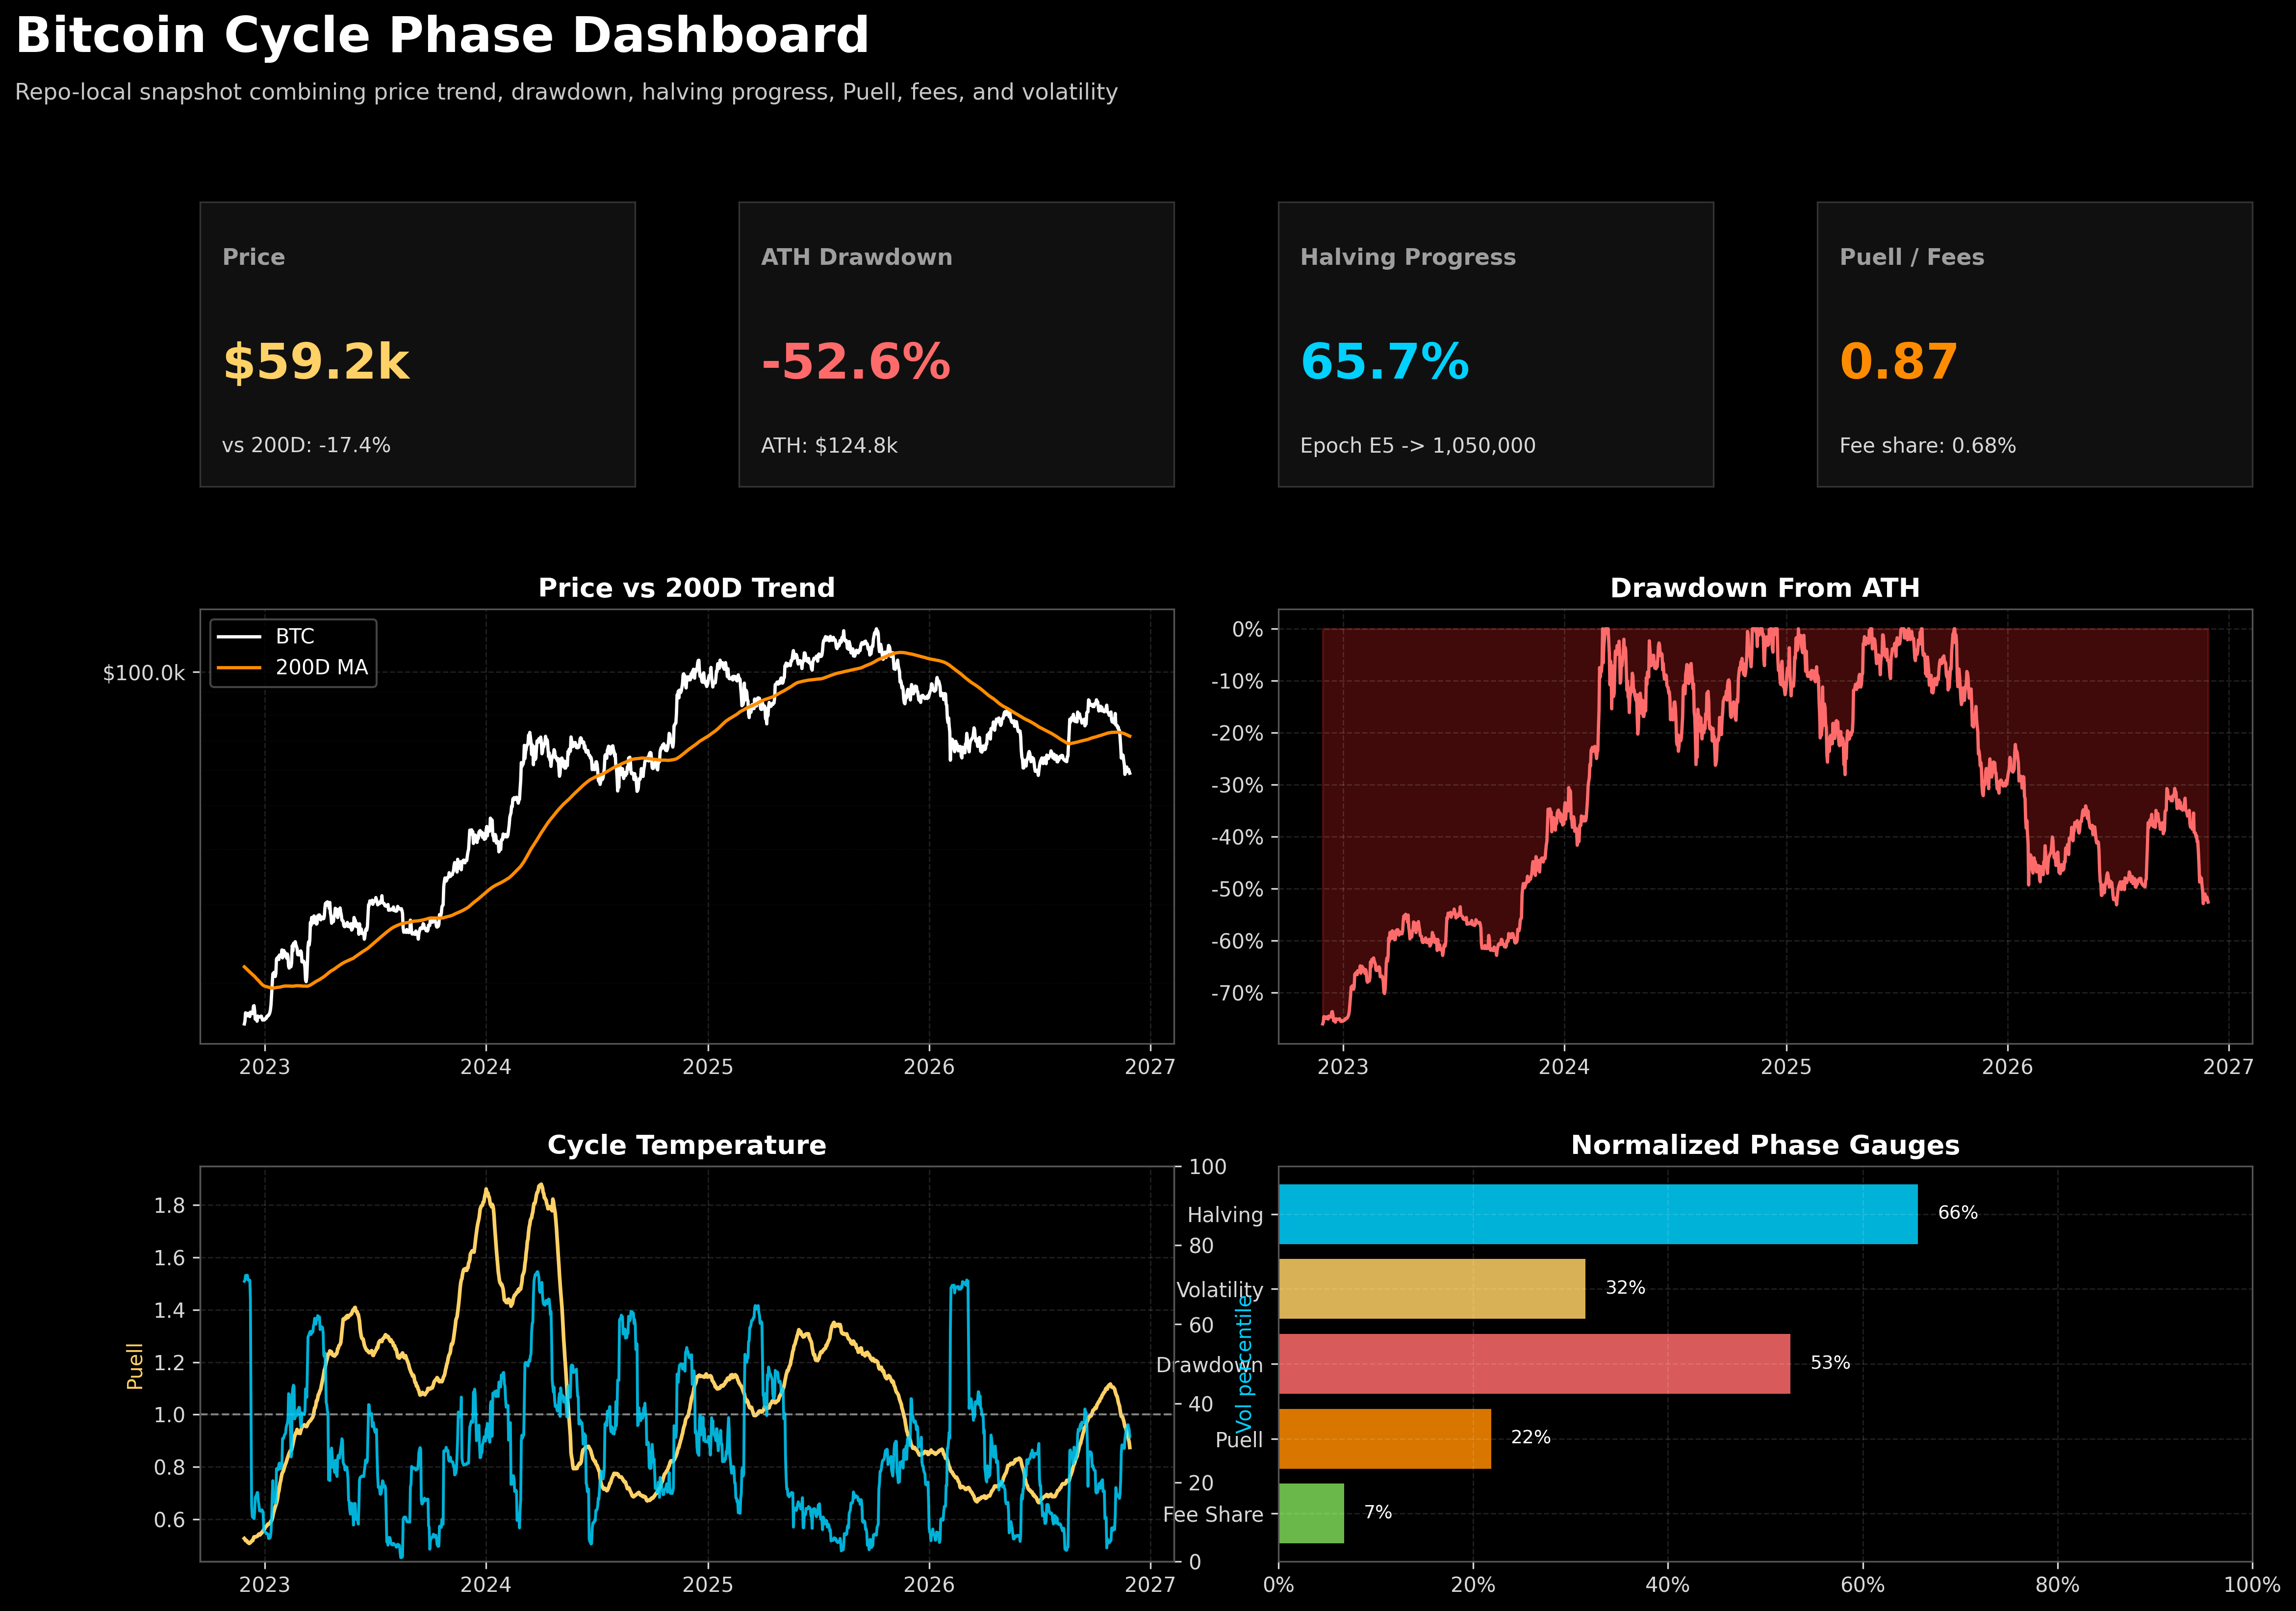 Bitcoin Cycle Phase Dashboard
Repo-local snapshot combining price trend, drawdown, halving progress, Puell, fees, and volatility
Price
$59.2k
vs 200D: -17.4%
ATH Drawdown
-52.6%
ATH: $124.8k
Halving Progress
65.7%
Epoch E5 -> 1,050,000
Puell / Fees
0.87
Fee share: 0.68%
Price vs 200D Trend
BTC
200D MA
$100.0k
2023
2024
2025
2026
2027
Drawdown From ATH
0%
-10%
-20%
-30%
-40%
-50%
-60%
-70%
2023
2024
2025
2026
2027
Cycle Temperature
Puell
1.8
1.6
1.4
1.2
1.0
0.8
0.6
2023
2024
2025
2026
2027
100
80
60
40
20
0
Vol percentile
Normalized Phase Gauges
Halving
66%
Volatility
32%
Drawdown
53%
Puell
22%
Fee Share
7%
0%
20%
40%
60%
80%
100%